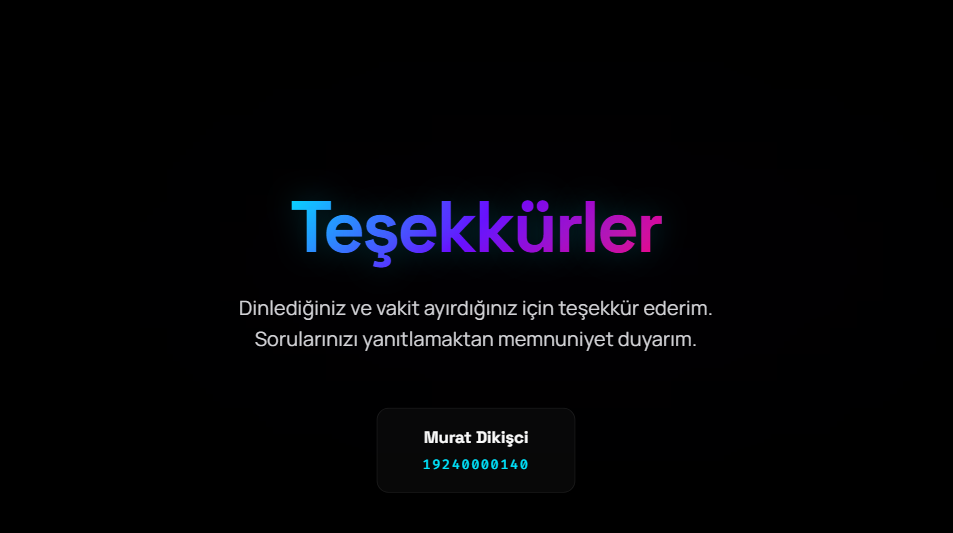 Teşekkürler
Dinlediğiniz ve vakit ayırdığınız için teşekkür ederim.
Sorularınızı yanıtlamaktan memnuniyet duyarım.
Murat Dikişci
19240000140